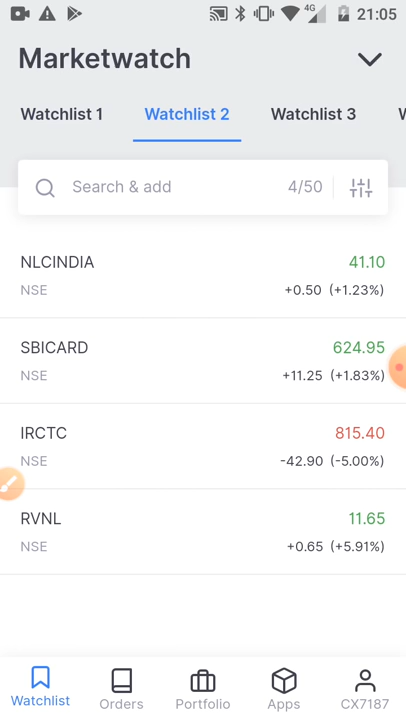 4G 21:05
Marketwatch
Watchlist 1 Watchlist 2 Watchlist 3
Search & add 4/50
NLCINDIA 41.10
NSE +0.50 (+1.23%)
SBICARD 624.95
NSE +11.25 (+1.83%)
IRCTC 815.40
NSE -42.90 (-5.00%)
RVNL 11.65
NSE +0.65 (+5.91%)
Watchlist Orders Portfolio Apps CX7187